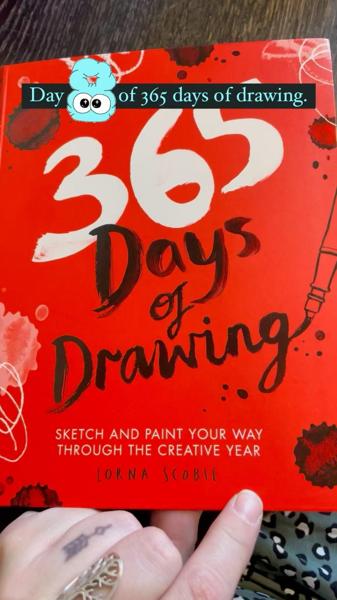 Day of 365 days of drawing.
365
Days
of
Drawing
SKETCH AND PAINT YOUR WAY
THROUGH THE CREATIVE YEAR
LORNA SCOBIE